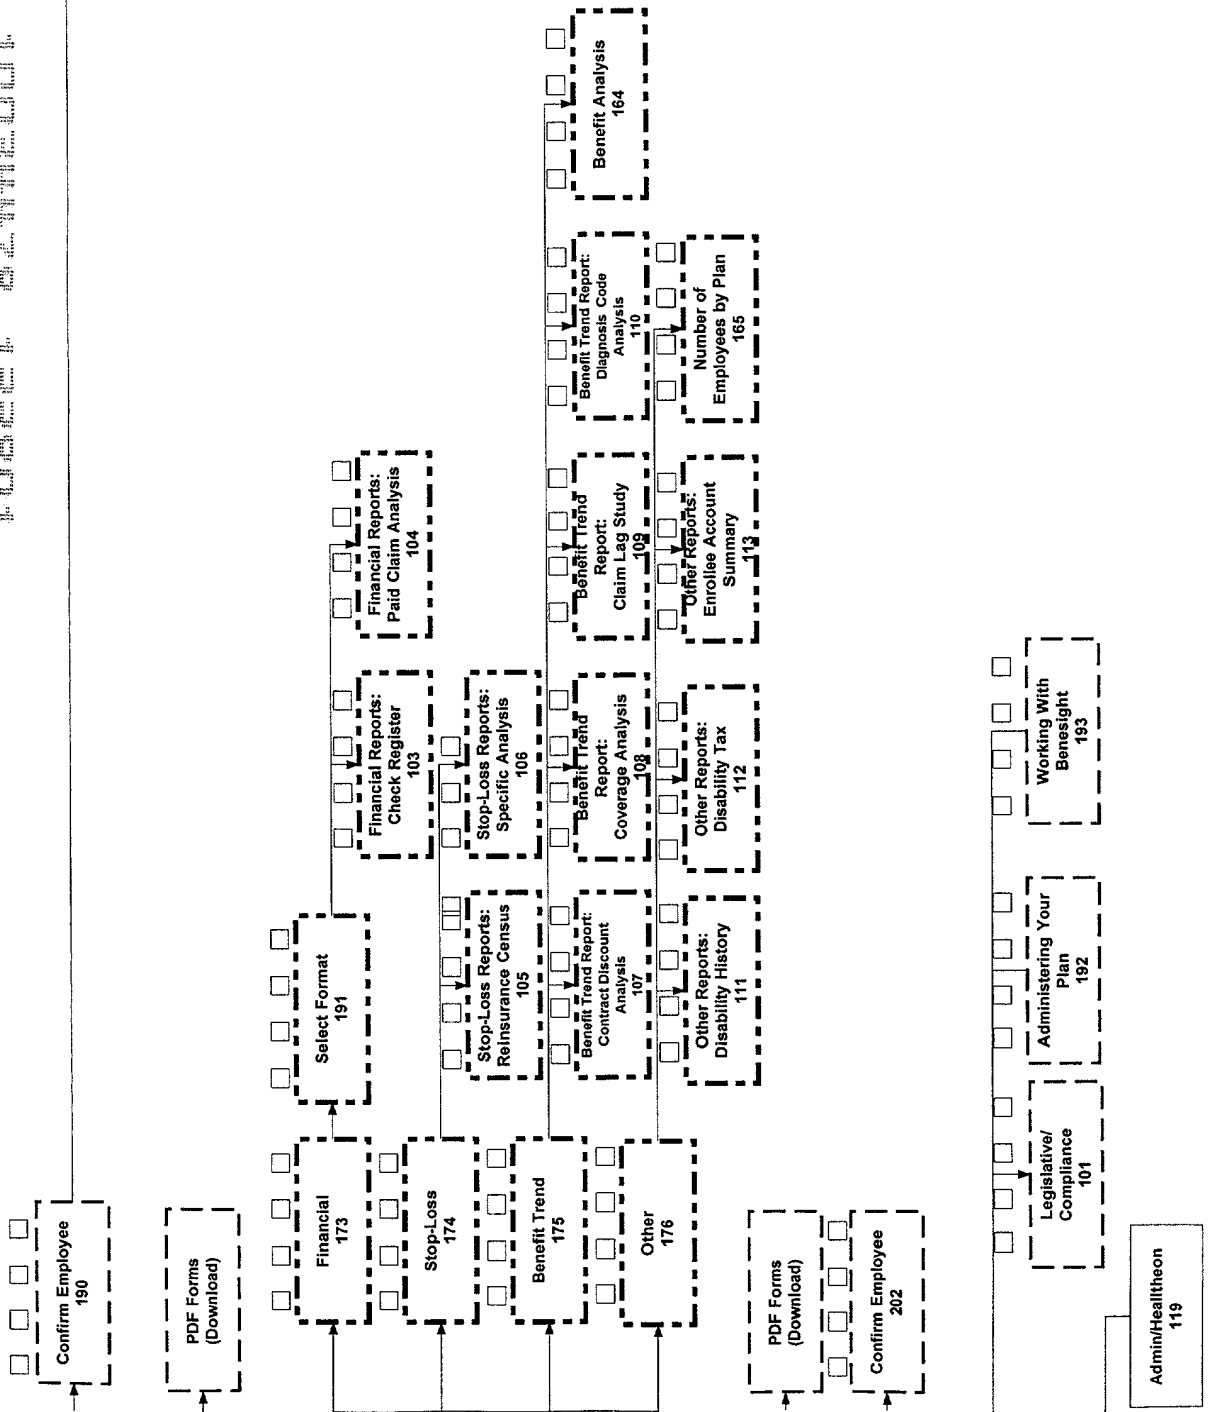 Confirm Employee
190
PDF Forms
(Download)
Financial
173
Select Format
191
Financial Reports:
Check Register
103
Financial Reports:
Paid Claim Analysis
104
Stop-Loss
174
Stop-Loss Reports:
Reinsurance Census
105
Stop-Loss Reports:
Specific Analysis
106
Benefit Trend
175
Benefit Trend Report:
Contract Discount
Analysis
107
Benefit Trend
Report:
Coverage Analysis
108
Benefit Trend
Report:
Claim Lag Study
109
Benefit Trend Report:
Diagnosis Code
Analysis
110
Benefit Analysis
164
Other
176
Other Reports:
Disability History
111
Other Reports:
Disability Tax
112
Other Reports:
Enrollee Account
Summary
113
Number of
Employees by Plan
165
PDF Forms
(Download)
Confirm Employee
202
Legislative/
Compliance
101
Administering Your
Plan
192
Working With
Benesight
193
Admin/Healtheon
119